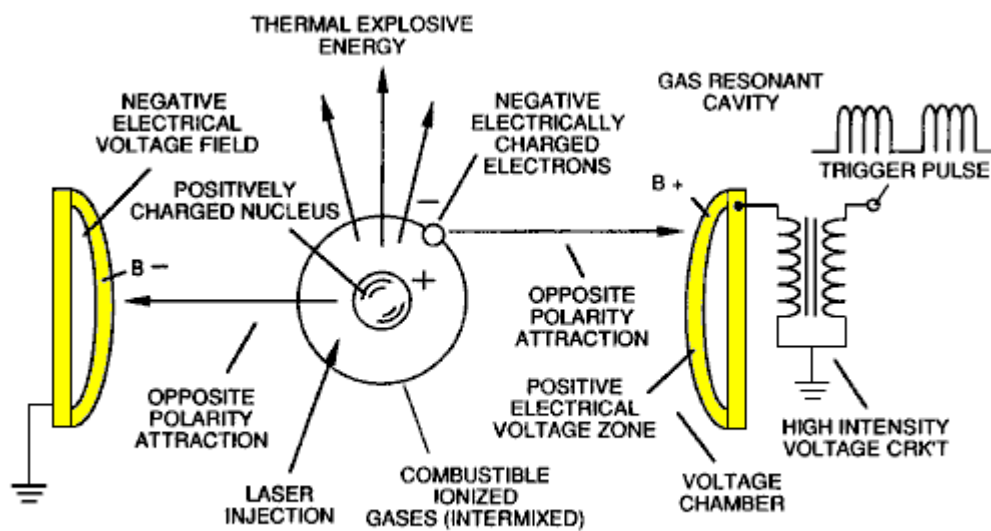 THERMAL EXPLOSIVE
ENERGY
NEGATIVE
ELECTRICAL
VOLTAGE FIELD
NEGATIVE
ELECTRICALLY
CHARGED
ELECTRONS
GAS RESONANT
CAVITY
TRIGGER PULSE
POSITIVELY
CHARGED NUCLEUS
−
B +
+
B −
OPPOSITE
POLARITY
ATTRACTION
OPPOSITE
POLARITY
ATTRACTION
POSITIVE
ELECTRICAL
VOLTAGE ZONE
HIGH INTENSITY
VOLTAGE CRK'T
LASER
INJECTION
COMBUSTIBLE
IONIZED
GASES (INTERMIXED)
VOLTAGE
CHAMBER